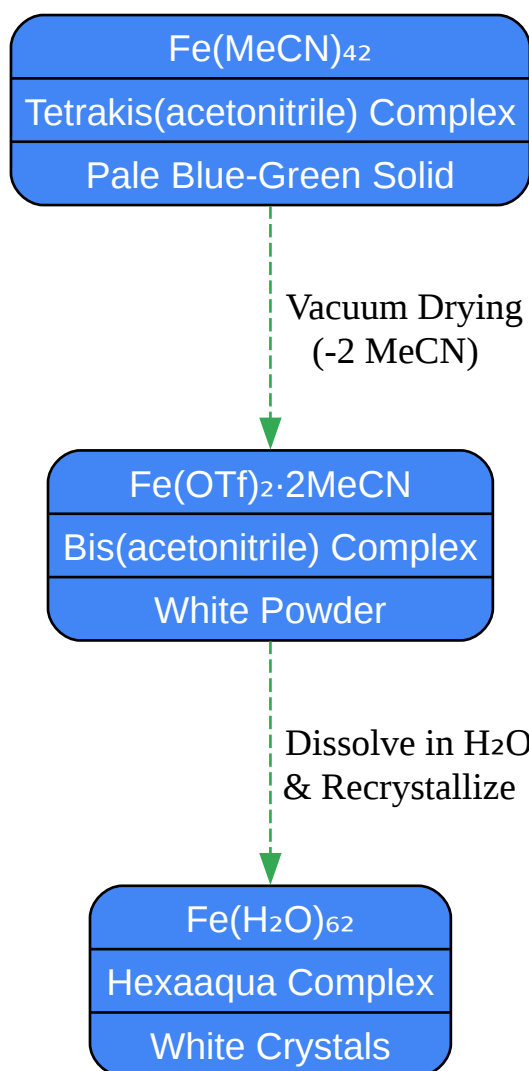 Fe(MeCN)₄₂
Tetrakis(acetonitrile) Complex
Pale Blue-Green Solid
Vacuum Drying
(-2 MeCN)
Fe(OTf)₂·2MeCN
Bis(acetonitrile) Complex
White Powder
Dissolve in H₂O
& Recrystallize
Fe(H₂O)₆₂
Hexaaqua Complex
White Crystals